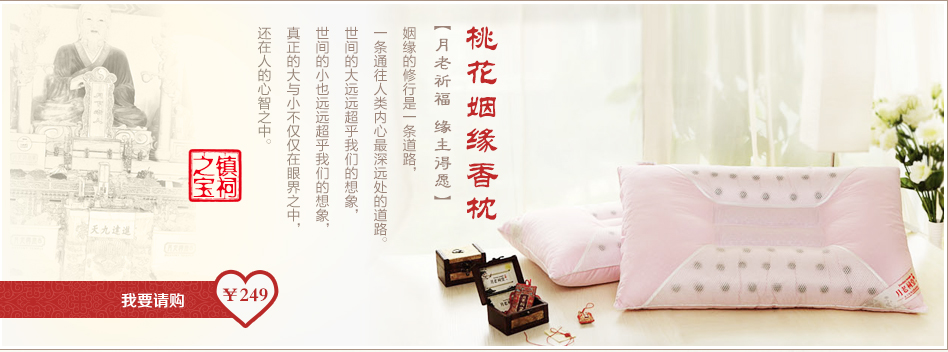 桃花姻缘香枕
【月老祈福 缘主得愿】
姻缘的修行是一条道路,
一条通往人类内心最深远处的道路。
世间的大远远超乎我们的想象,
世间的小也远远超乎我们的想象,
真正的大与小不仅仅在眼界之中,
还在人的心智之中。
镇祠
之宝
我要请购
¥249